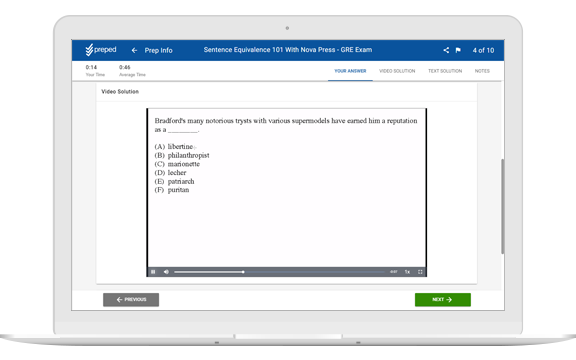 preped
Prep Info
Sentence Equivalence 101 With Nova Press - GRE Exam
4 of 10
0:14
Your Time
0:46
Average Time
YOUR ANSWER
VIDEO SOLUTION
TEXT SOLUTION
NOTES
Video Solution
Bradford's many notorious trysts with various supermodels have earned him a reputation
as a ________.
(A) libertine
(B) philanthropist
(C) marionette
(D) lecher
(E) patriarch
(F) puritan
1x
PREVIOUS
NEXT